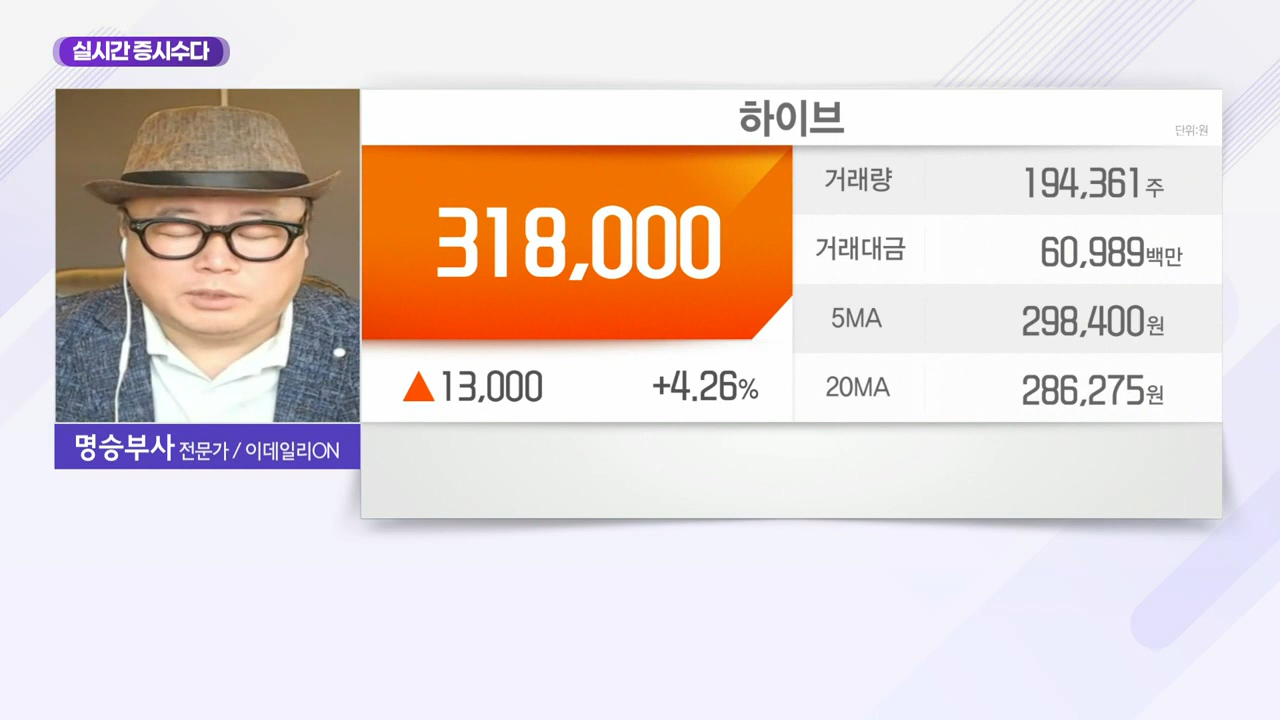 실시간 증시수다
하이브
단위:원
318,000
▲13,000 +4.26%
거래량 194,361주
거래대금 60,989백만
5MA 298,400원
20MA 286,275원
명승부사 전문가 / 이데일리ON